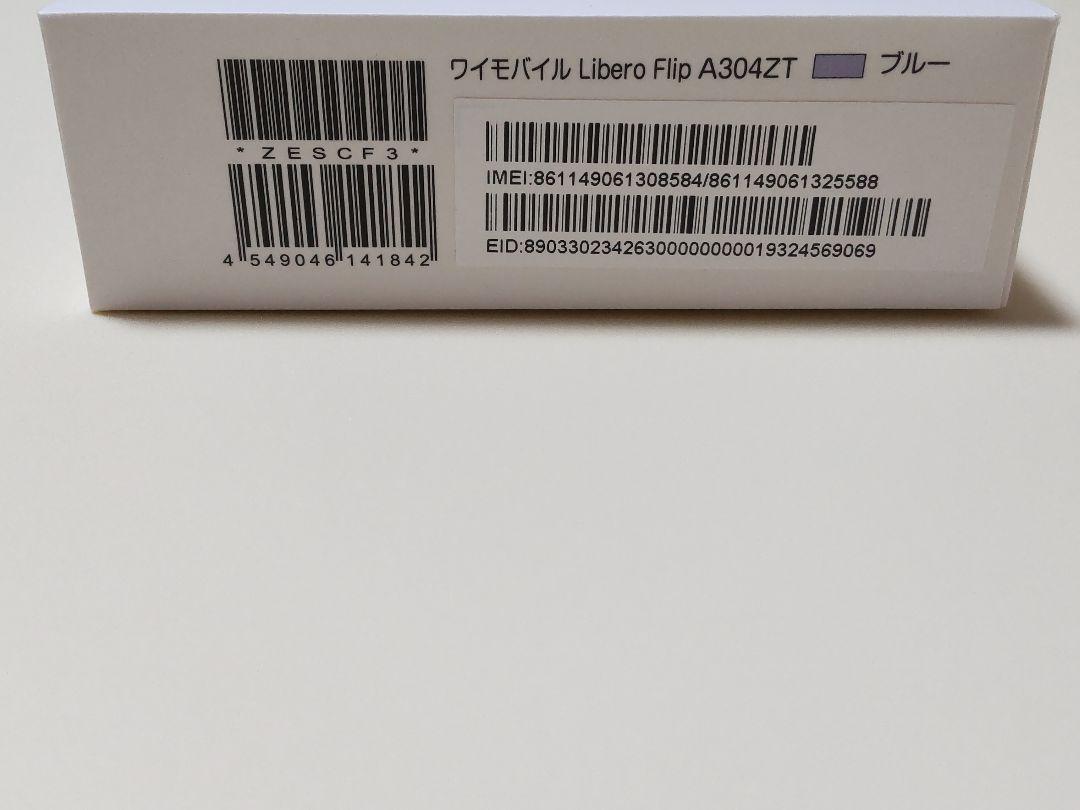 ワイモバイル Libero Flip A304ZT ブルー
*ZESCF3*
4 549046 141842
IMEI:861149061308584/861149061325588
EID:89033023426300000000019324569069